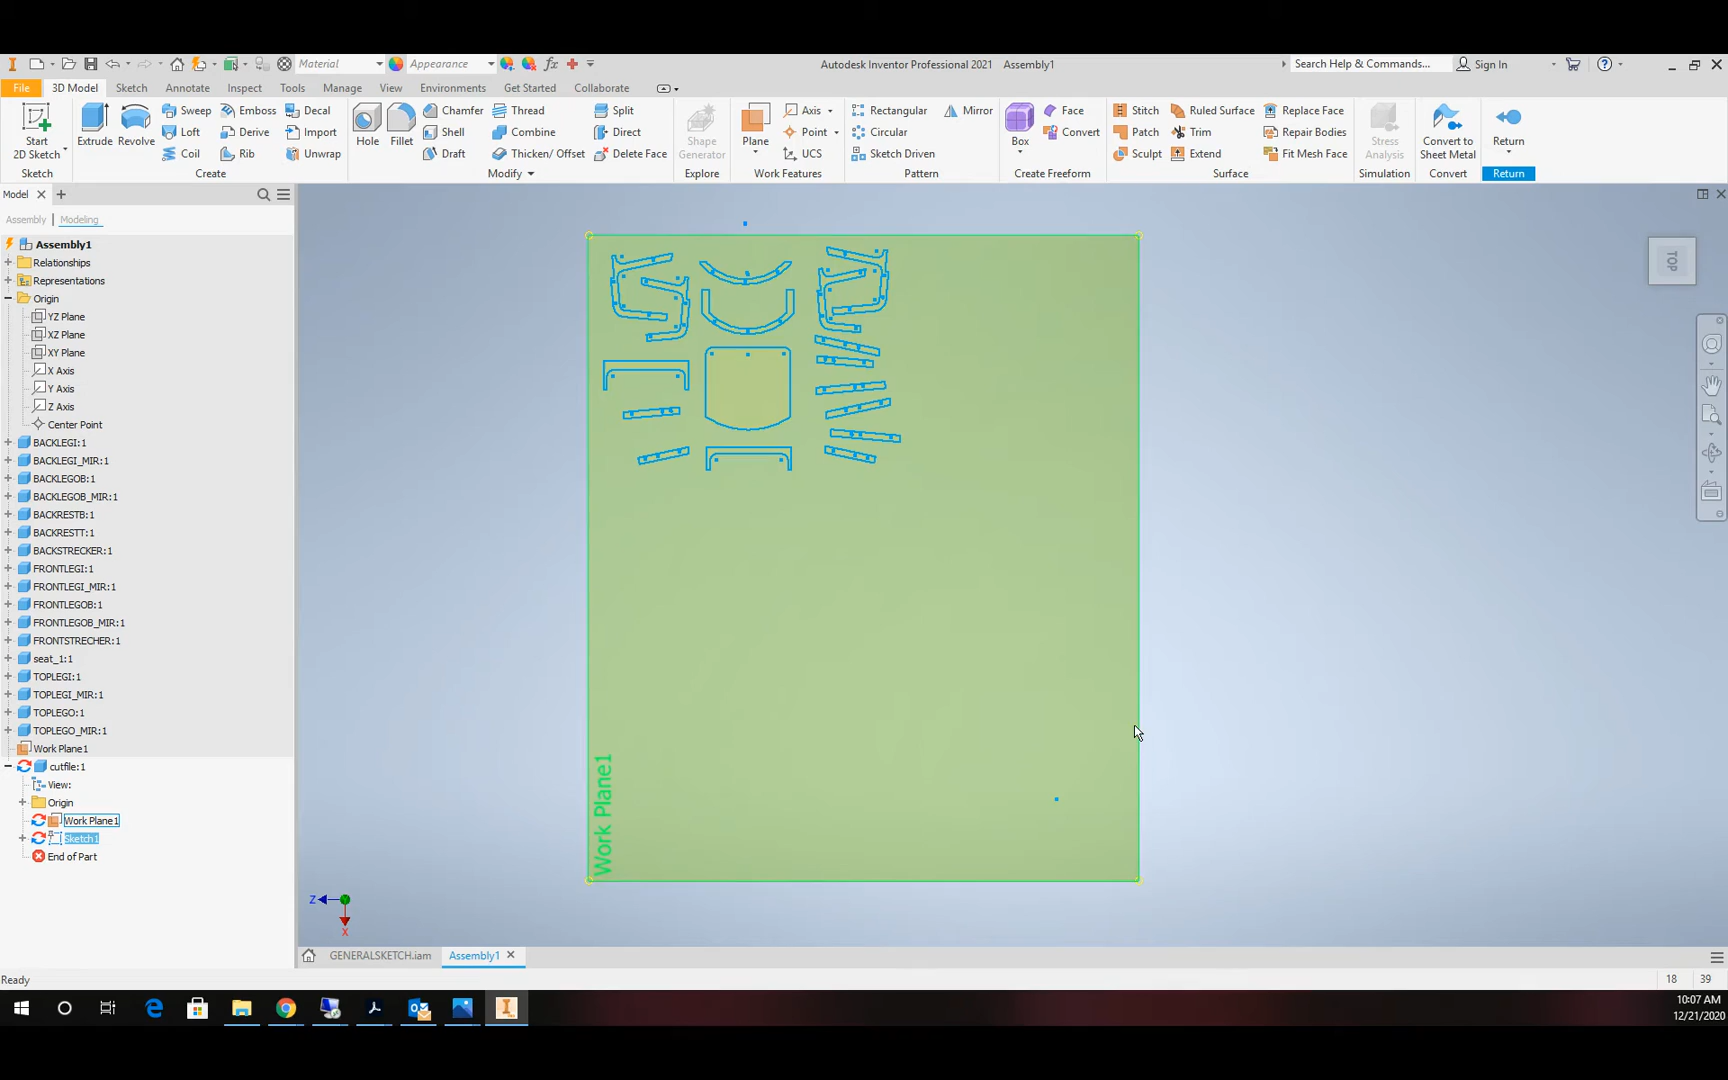 Material
Appearance
Autodesk Inventor Professional 2021 Assembly1
Search Help & Commands...
Sign In
File
3D Model
Sketch
Annotate
Inspect
Tools
Manage
View
Environments
Get Started
Collaborate
Start
2D Sketch
Extrude
Revolve
Sweep
Loft
Coil
Emboss
Derive
Rib
Decal
Import
Unwrap
Hole
Fillet
Chamfer
Shell
Draft
Thread
Combine
Thicken/ Offset
Split
Direct
Delete Face
Shape
Generator
Plane
Axis
Point
UCS
Rectangular
Circular
Sketch Driven
Mirror
Box
Face
Convert
Stitch
Patch
Sculpt
Ruled Surface
Trim
Extend
Replace Face
Repair Bodies
Fit Mesh Face
Stress
Analysis
Convert to
Sheet Metal
Return
Sketch
Create
Modify
Explore
Work Features
Pattern
Create Freeform
Surface
Simulation
Convert
Return
Model
Assembly
Modeling
Assembly1
Relationships
Representations
Origin
YZ Plane
XZ Plane
XY Plane
X Axis
Y Axis
Z Axis
Center Point
BACKLEGI:1
BACKLEGI_MIR:1
BACKLEGOB:1
BACKLEGOB_MIR:1
BACKRESTB:1
BACKRESTT:1
BACKSTRECKER:1
FRONTLEGI:1
FRONTLEGI_MIR:1
FRONTLEGOB:1
FRONTLEGOB_MIR:1
FRONTSTRECHER:1
seat_1:1
TOPLEGI:1
TOPLEGI_MIR:1
TOPLEGO:1
TOPLEGO_MIR:1
Work Plane1
cutfile:1
View:
Origin
Work Plane1
Sketch1
End of Part
TOP
Work Plane1
Z
X
GENERALSKETCH.iam
Assembly1
Ready
18
39
10:07 AM
12/21/2020